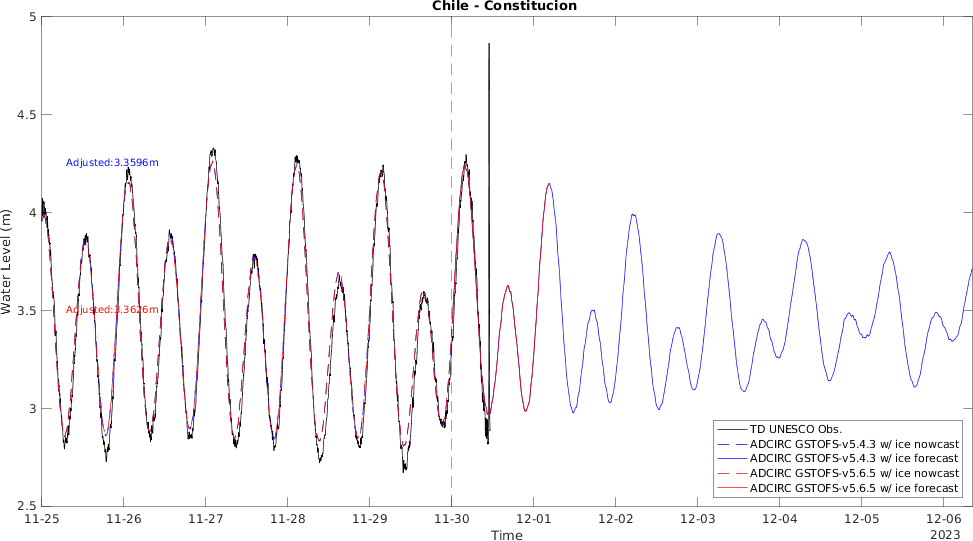 Chile - Constitucion
5
4.5
4
3.5
3
2.5
Water Level (m)
Adjusted:3.3596m
Adjusted:3.3626m
TD UNESCO Obs.
ADCIRC GSTOFS-v5.4.3 w/ ice nowcast
ADCIRC GSTOFS-v5.4.3 w/ ice forecast
ADCIRC GSTOFS-v5.6.5 w/ ice nowcast
ADCIRC GSTOFS-v5.6.5 w/ ice forecast
11-25 11-26 11-27 11-28 11-29 11-30 12-01 12-02 12-03 12-04 12-05 12-06
2023
Time